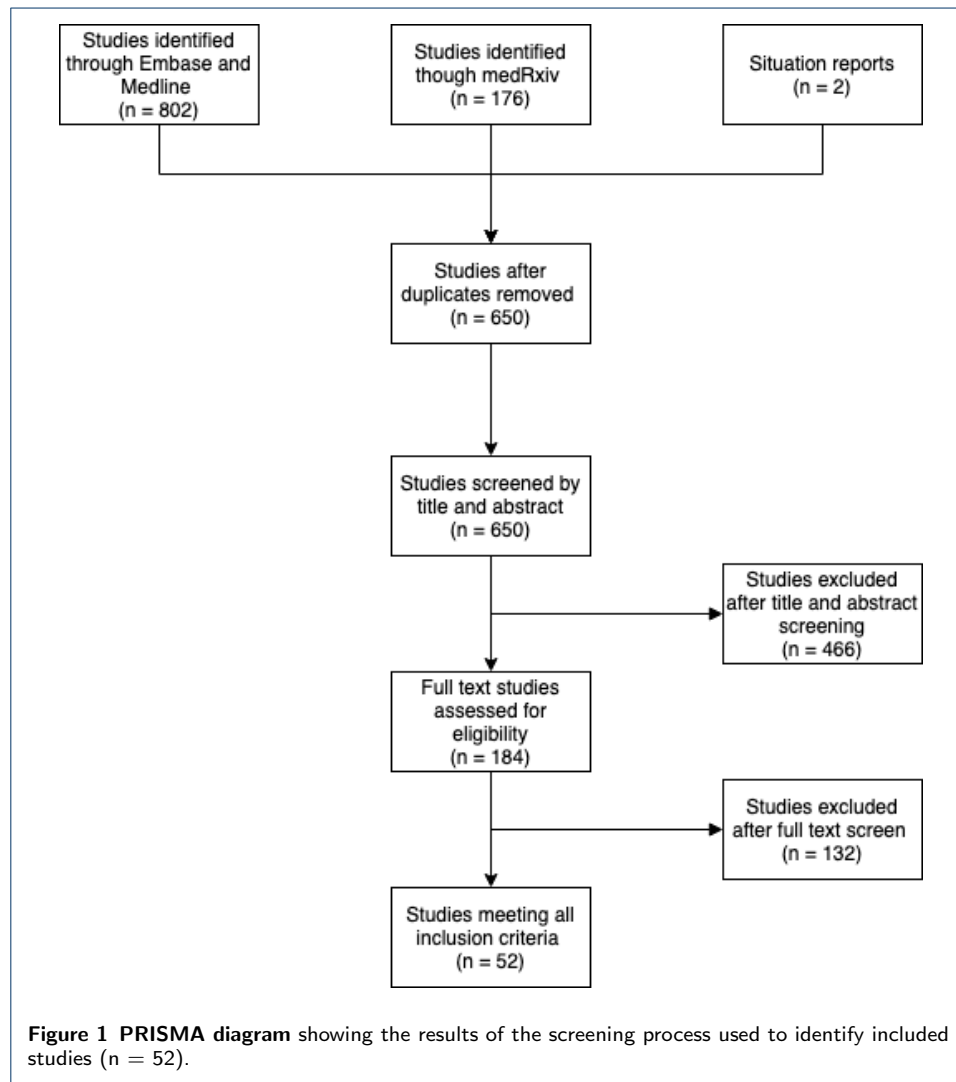 Studies identified
through Embase and
Medline
(n = 802)
Studies identified
though medRxiv
(n = 176)
Situation reports
(n = 2)
Studies after
duplicates removed
(n = 650)
Studies screened by
title and abstract
(n = 650)
Studies excluded
after title and abstract
screening
(n = 466)
Full text studies
assessed for
eligibility
(n = 184)
Studies excluded
after full text screen
(n = 132)
Studies meeting all
inclusion criteria
(n = 52)
Figure 1 PRISMA diagram showing the results of the screening process used to identify included
studies (n = 52).